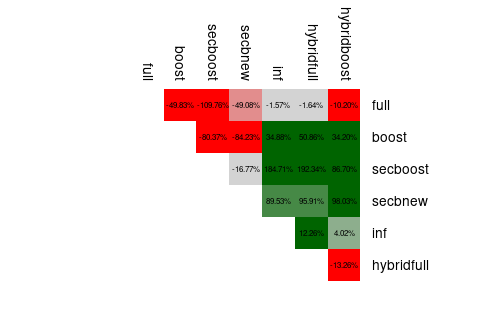 full boost secboost secbnew inf hybridfull hybridboost
-49.83% -109.76% -49.08% -1.57% -1.64% -10.20% full
-80.37% -84.23% 34.88% 50.86% 34.20% boost
-16.77% 184.71% 192.34% 86.70% secboost
89.53% 95.91% 98.03% secbnew
12.26% 4.02% inf
-13.26% hybridfull